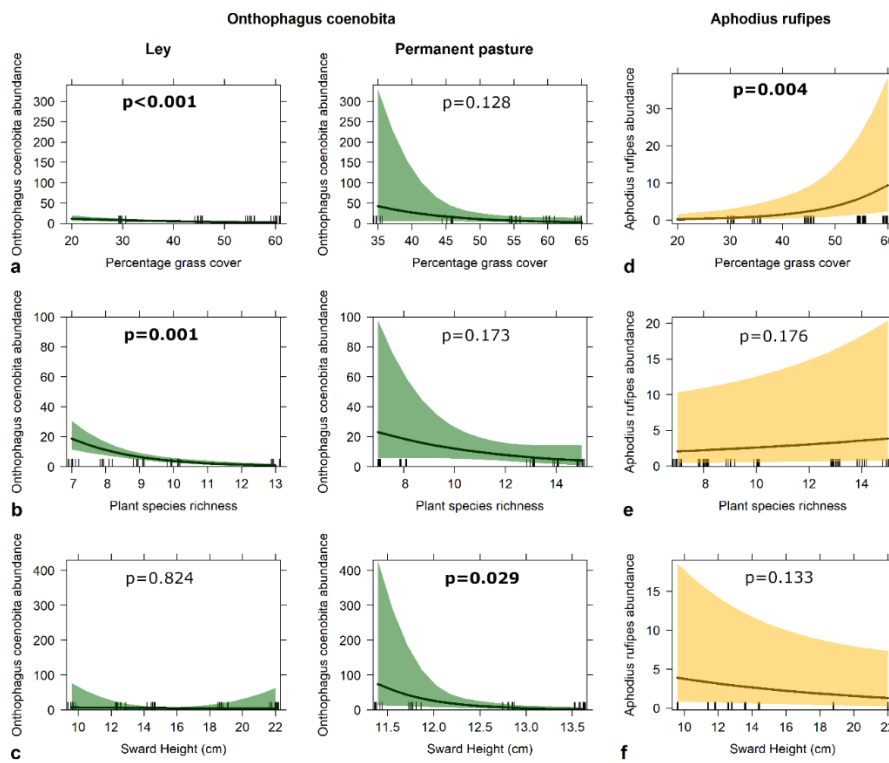 Onthophagus coenobita
Aphodius rufipes
Ley
Permanent pasture
Onthophagus coenobita abundance
300
250
200
150
100
50
0
p<0.001
20
30
40
50
60
a
Percentage grass cover
Onthophagus coenobita abundance
300
250
200
150
100
50
0
p=0.128
35
40
45
50
55
60
65
Percentage grass cover
Aphodius rufipes abundance
30
20
10
0
p=0.004
20
30
40
50
60
d
Percentage grass cover
Onthophagus coenobita abundance
100
80
60
40
20
0
p=0.001
7
8
9
10
11
12
13
b
Plant species richness
Onthophagus coenobita abundance
100
80
60
40
20
0
p=0.173
8
10
12
14
Plant species richness
Aphodius rufipes abundance
20
15
10
5
0
p=0.176
8
10
12
14
e
Plant species richness
Onthophagus coenobita abundance
400
300
200
100
0
p=0.824
10
12
14
16
18
20
22
c
Sward Height (cm)
Onthophagus coenobita abundance
400
300
200
100
0
p=0.029
11.5
12.0
12.5
13.0
13.5
Sward Height (cm)
Aphodius rufipes abundance
15
10
5
0
p=0.133
10
12
14
16
18
20
22
f
Sward Height (cm)